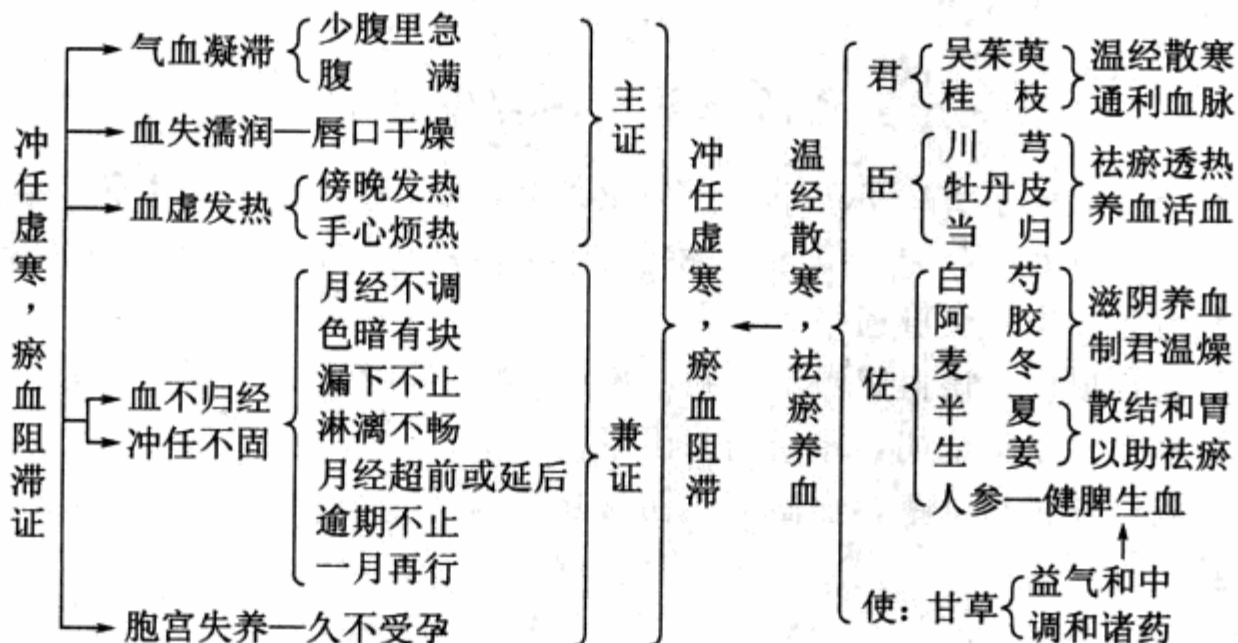 冲任虚寒，瘀血阻滞证
气血凝滞
少腹里急
腹满
血失濡润—唇口干燥
血虚发热
傍晚发热
手心烦热
主证
血不归经
冲任不固
月经不调
色暗有块
漏下不止
淋漓不畅
月经超前或延后
逾期不止
一月再行
胞宫失养—久不受孕
兼证
冲任虚寒，瘀血阻滞
温经散寒，祛瘀养血
君
吴茱萸
桂枝
温经散寒
通利血脉
臣
川芎
牡丹皮
当归
祛瘀透热
养血活血
佐
白芍
阿胶
麦冬
滋阴养血
制君温燥
半夏
生姜
散结和胃
以助祛瘀
人参—健脾生血
使：甘草
益气和中
调和诸药